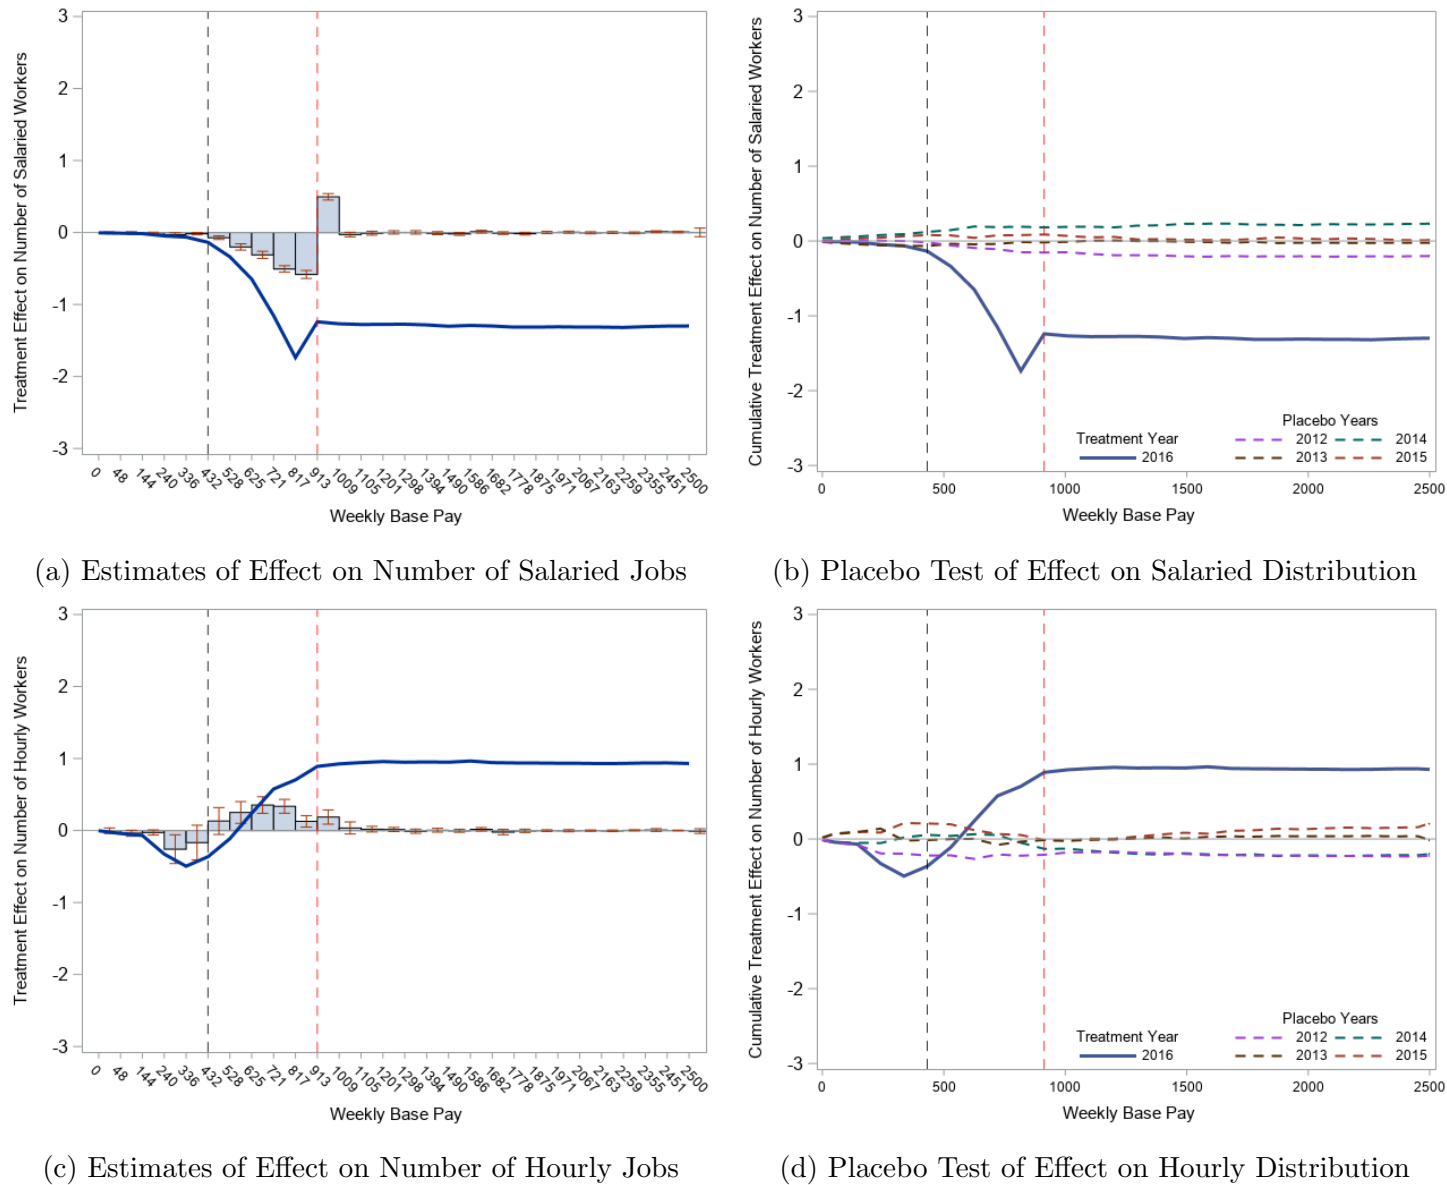 Treatment Effect on Number of Salaried Workers
3
2
1
0
-1
-2
-3
0 48 144 240 336 432 528 625 721 817 913 1009 1105 1201 1298 1394 1490 1586 1682 1778 1875 1971 2067 2163 2259 2355 2451 2500
Weekly Base Pay
(a) Estimates of Effect on Number of Salaried Jobs
Cumulative Treatment Effect on Number of Salaried Workers
3
2
1
0
-1
-2
-3
Treatment Year
2016
Placebo Years
2012 2014
2013 2015
0 500 1000 1500 2000 2500
Weekly Base Pay
(b) Placebo Test of Effect on Salaried Distribution
Treatment Effect on Number of Hourly Workers
3
2
1
0
-1
-2
-3
0 48 144 240 336 432 528 625 721 817 913 1009 1105 1201 1298 1394 1490 1586 1682 1778 1875 1971 2067 2163 2259 2355 2451 2500
Weekly Base Pay
(c) Estimates of Effect on Number of Hourly Jobs
Cumulative Treatment Effect on Number of Hourly Workers
3
2
1
0
-1
-2
-3
Treatment Year
2016
Placebo Years
2012 2014
2013 2015
0 500 1000 1500 2000 2500
Weekly Base Pay
(d) Placebo Test of Effect on Hourly Distribution